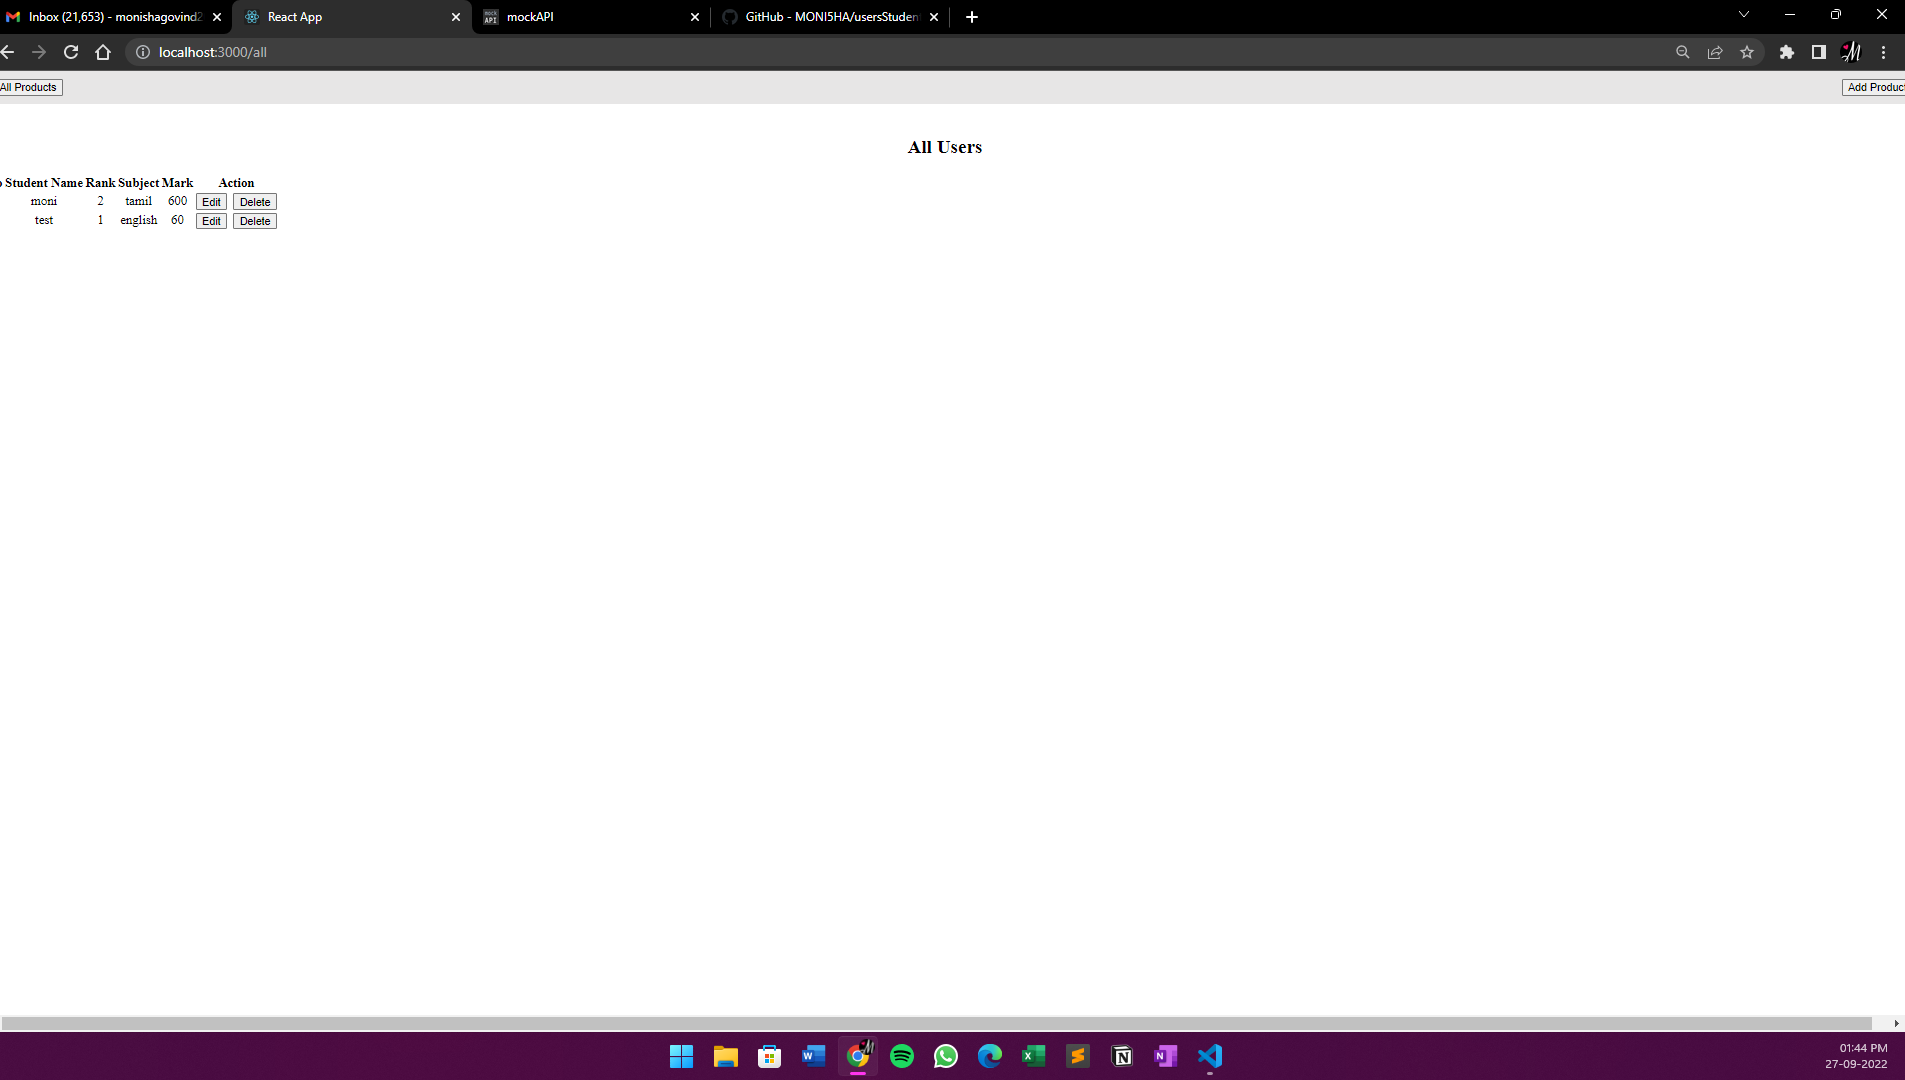 Inbox (21,653) - monishagovind2
React App
mockAPI
GitHub - MONI5HA/usersStuden
localhost:3000/all
All Products
Add Produc
All Users
Student Name Rank Subject Mark Action
moni 2 tamil 600 Edit Delete
test 1 english 60 Edit Delete
01:44 PM
27-09-2022